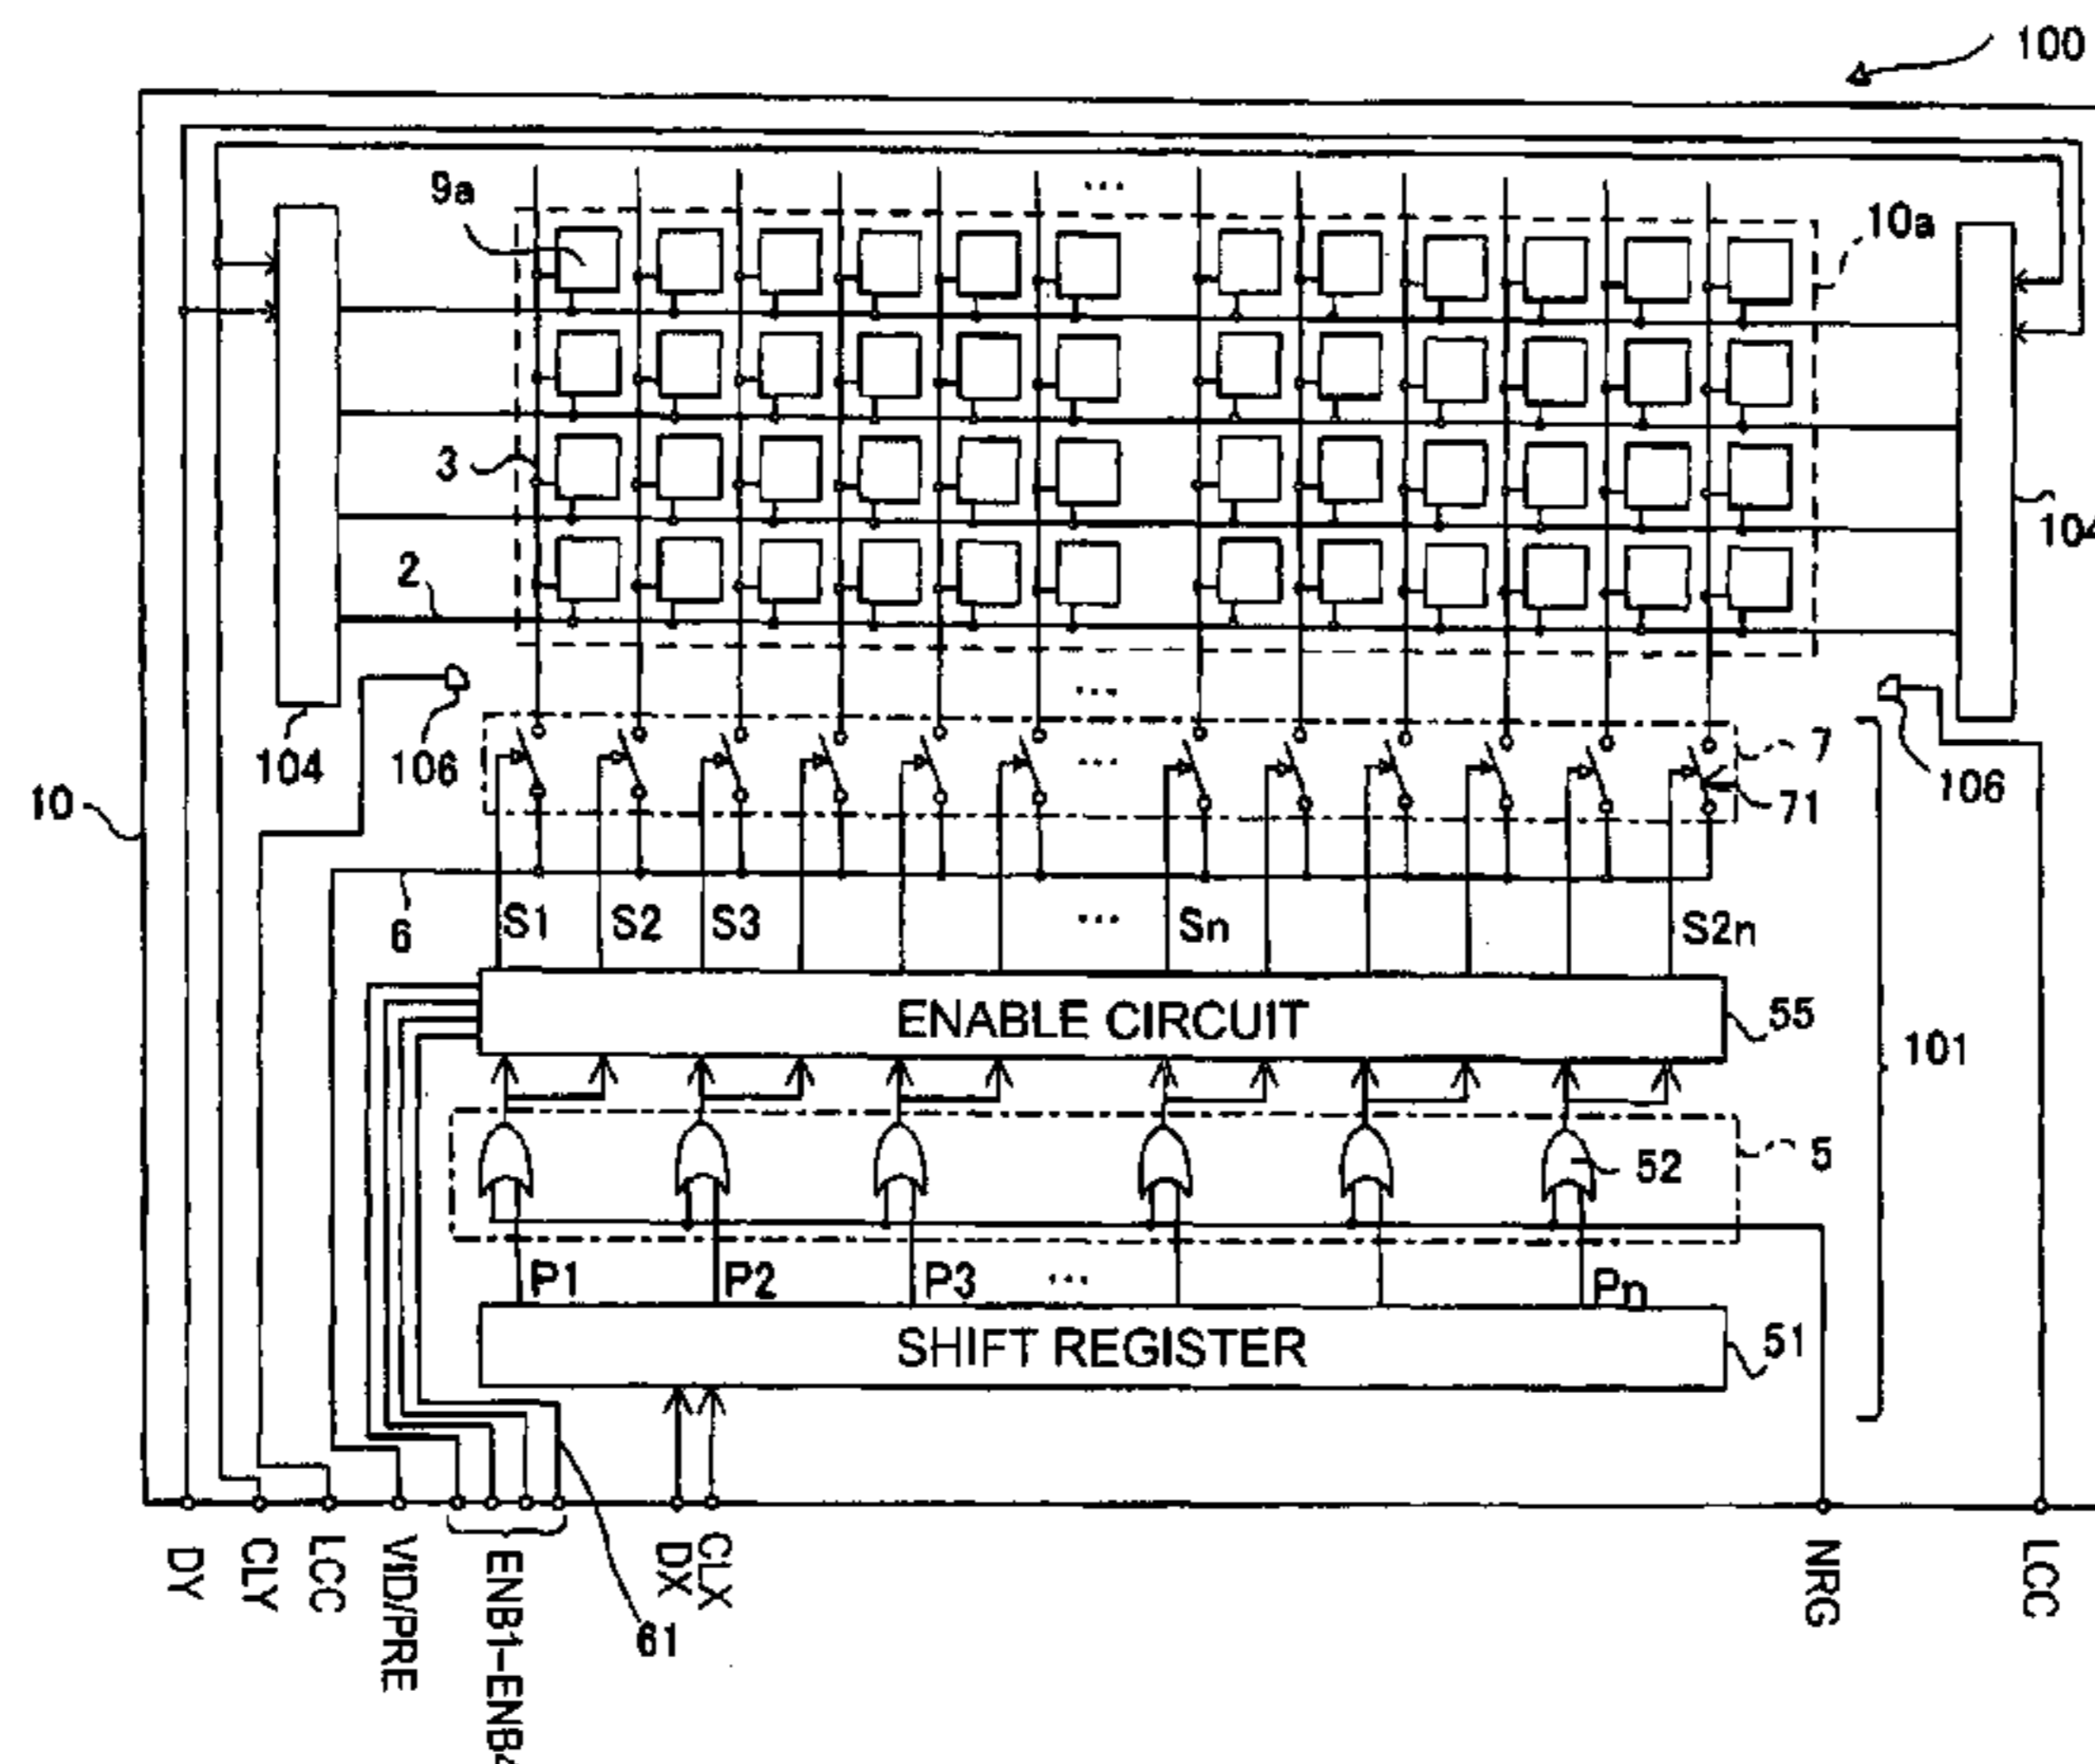 100
9a
10a
3
104
2
104
106
7
106
10
71
S1 S2 S3 ... Sn S2n
6
ENABLE CIRCUIT
55
101
5
52
P1 P2 P3 ... Pn
SHIFT REGISTER
51
DY
CLY
LCC
VID/PRE
ENB1-ENB4
DX
CLX
NRG
LCC
61